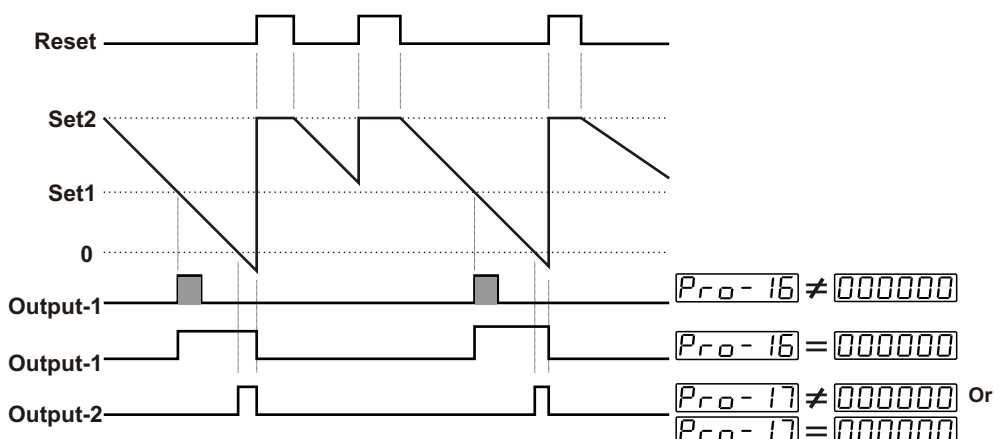 Reset
Set2
Set1
0
Output-1 Pro-16 ≠ 000000
Output-1 Pro-16 = 000000
Output-2 Pro-17 ≠ 000000 Or
Pro-17 = 000000